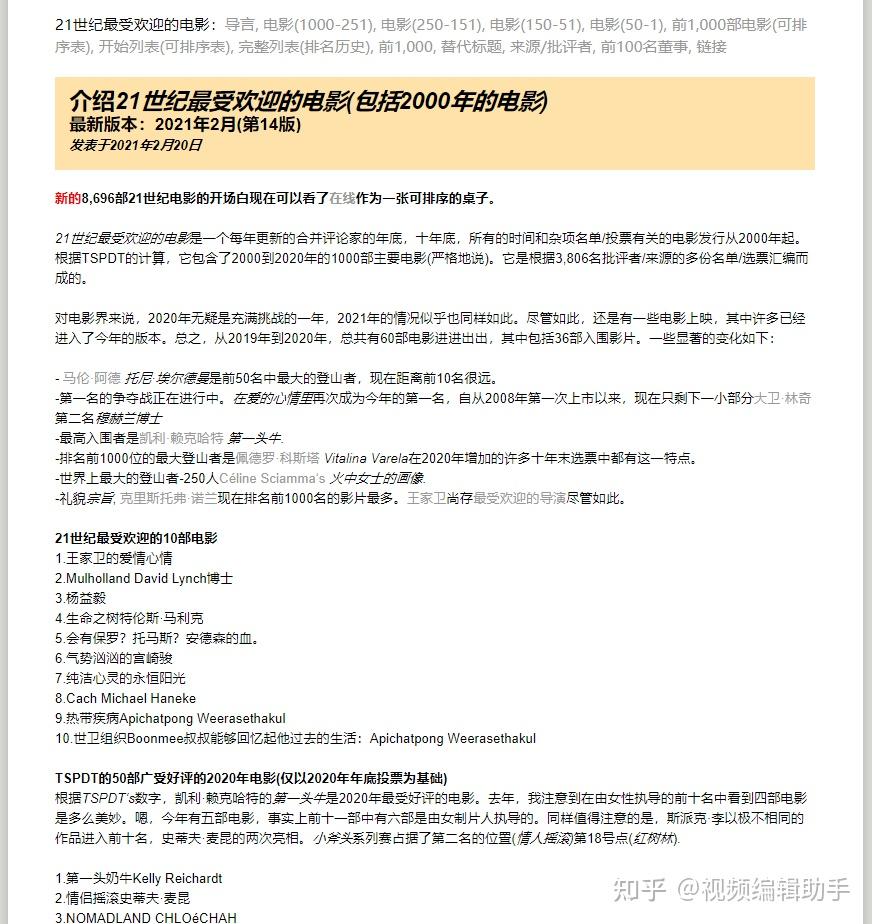 21世纪最受欢迎的电影：导言, 电影(1000-251), 电影(250-151), 电影(150-51), 电影(50-1), 前1,000部电影(可排
序表), 开始列表(可排序表), 完整列表(排名历史), 前1,000, 替代标题, 来源/批评者, 前100名董事, 链接
介绍21世纪最受欢迎的电影(包括2000年的电影)
最新版本：2021年2月(第14版)
发表于2021年2月20日
新的8,696部21世纪电影的开场白现在可以看了在线作为一张可排序的桌子。
21世纪最受欢迎的电影是一个每年更新的合并评论家的年底，十年底，所有的时间和杂项名单/投票有关的电影发行从2000年起。
根据TSPDT的计算，它包含了2000到2020年的1000部主要电影(严格地说)。它是根据3,806名批评者/来源的多份名单/选票汇编而
成的。
对电影界来说，2020年无疑是充满挑战的一年，2021年的情况似乎也同样如此。尽管如此，还是有一些电影上映，其中许多已经
进入了今年的版本。总之，从2019年到2020年，总共有60部电影进进出出，其中包括36部入围影片。一些显著的变化如下：
- 马伦·阿德 托尼·埃尔德曼是前50名中最大的登山者，现在距离前10名很远。
-第一名的争夺战正在进行中。在爱的心情里再次成为今年的第一名，自从2008年第一次上市以来，现在只剩下一小部分大卫·林奇
第二名穆赫兰博士
-最高入围者是凯利·赖克哈特 第一头牛.
-排名前1000位的最大登山者是佩德罗·科斯塔 Vitalina Varela在2020年增加的许多十年末选票中都有这一特点。
-世界上最大的登山者-250人Céline Sciamma's 火中女士的画像.
-礼貌宗旨, 克里斯托弗·诺兰现在排名前1000名的影片最多。王家卫尚存最受欢迎的导演尽管如此。
21世纪最受欢迎的10部电影
1.王家卫的爱情心情
2.Mulholland David Lynch博士
3.杨益毅
4.生命之树特伦斯·马利克
5.会有保罗？托马斯？安德森的血。
6.气势汹汹的宫崎骏
7.纯洁心灵的永恒阳光
8.Cach Michael Haneke
9.热带疾病Apichatpong Weerasethakul
10.世卫组织Boonmee叔叔能够回忆起他过去的生活：Apichatpong Weerasethakul
TSPDT的50部广受好评的2020年电影(仅以2020年年底投票为基础)
根据TSPDT's数字，凯利·赖克哈特的第一头牛是2020年最受好评的电影。去年，我注意到在由女性执导的前十名中看到四部电影
是多么美妙。嗯，今年有五部电影，事实上前十一部中有六部是由女制片人执导的。同样值得注意的是，斯派克·李以极不相同的
作品进入前十名，史蒂夫·麦昆的两次亮相。小斧头系列赛占据了第二名的位置(情人摇滚)第18号点(红树林).
1.第一头奶牛Kelly Reichardt
2.情侣摇滚史蒂夫·麦昆
3.NOMADLAND CHLOéCHAH
知乎 @视频编辑助手